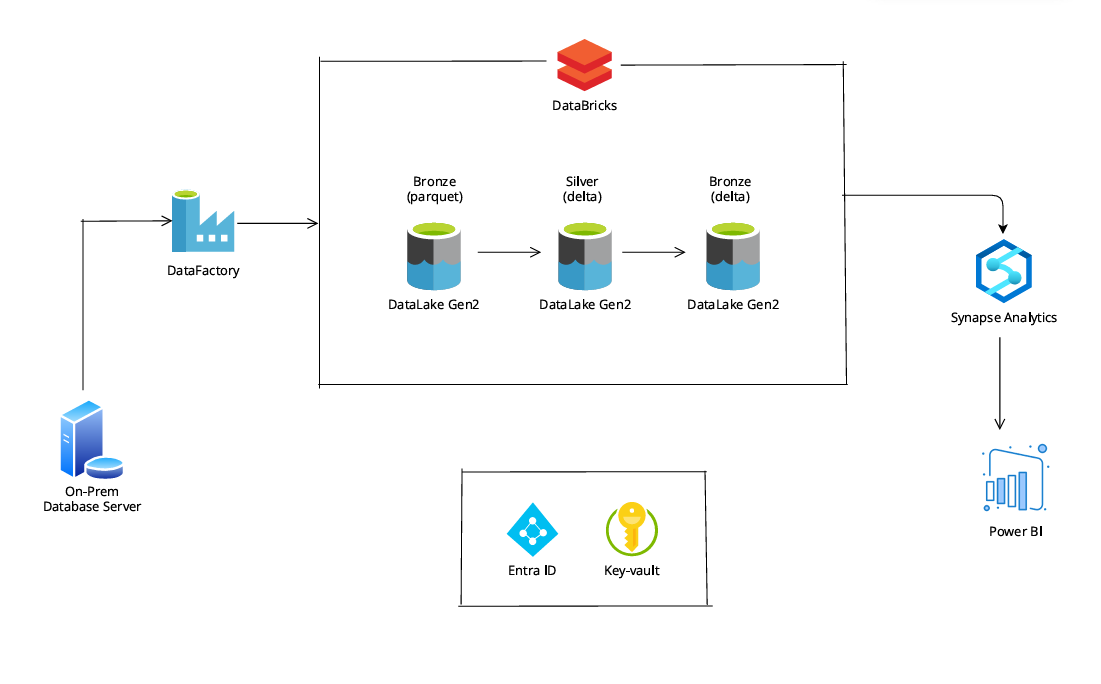 DataBricks
Bronze
(parquet)
Silver
(delta)
Bronze
(delta)
DataLake Gen2
DataLake Gen2
DataLake Gen2
DataFactory
On-Prem
Database Server
Synapse Analytics
Power BI
Entra ID
Key-vault